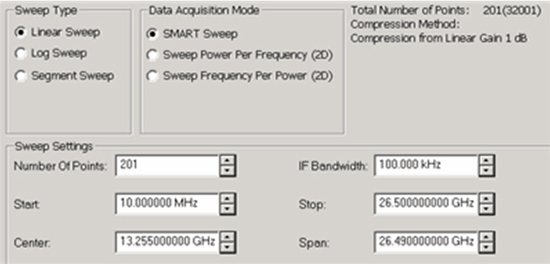 Sweep Type
Linear Sweep
Log Sweep
Segment Sweep
Data Acquisition Mode
SMART Sweep
Sweep Power Per Frequency (2D)
Sweep Frequency Per Power (2D)
Total Number of Points: 201(32001)
Compression Method:
Compression from Linear Gain 1 dB
Sweep Settings
Number Of Points: 201 IF Bandwidth: 100.000 kHz
Start: 10.000000 MHz Stop: 26.500000000 GHz
Center: 13.255000000 GHz Span: 26.490000000 GHz